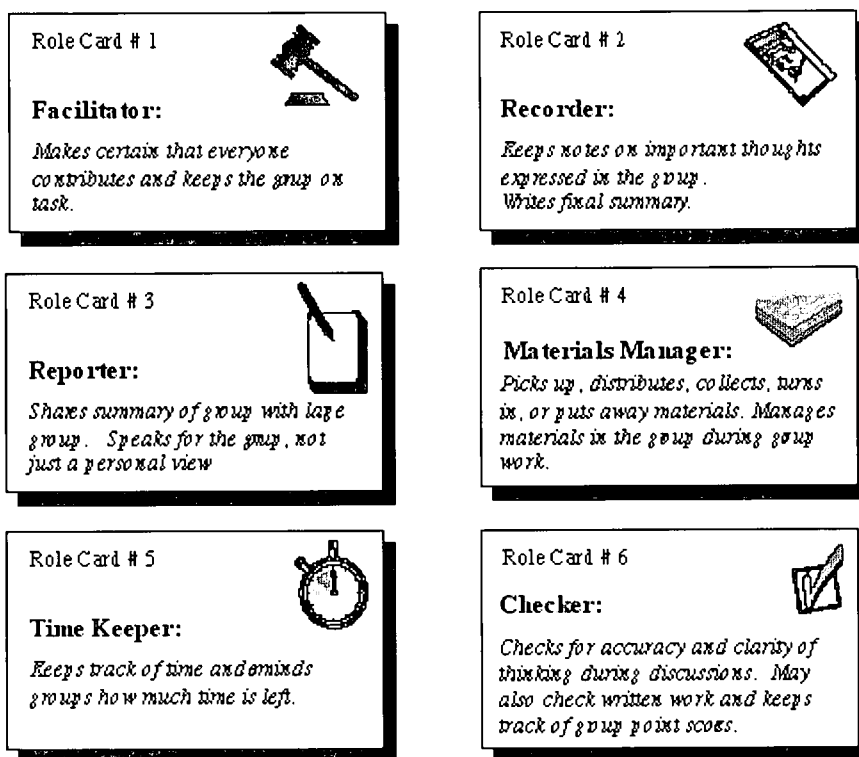 Role Card # 1
Facilitator:
Makes certain that everyone
contributes and keeps the group on
task.
Role Card # 2
Recorder:
Keeps notes on important thoughts
expressed in the group.
Writes final summary.
Role Card # 3
Reporter:
Shares summary of group with large
group. Speaks for the group, not
just a personal view
Role Card # 4
Materials Manager:
Picks up, distributes, collects, turns
in, or puts away materials. Manages
materials in the group during group
work.
Role Card # 5
Time Keeper:
Keeps track of time and reminds
groups how much time is left.
Role Card # 6
Checker:
Checks for accuracy and clarity of
thinking during discussions. May
also check written work and keeps
track of group point scores.